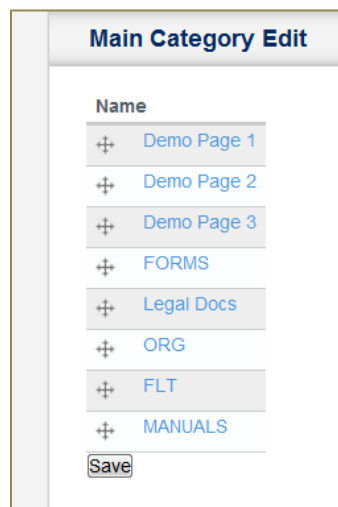 Main Category Edit
Name
Demo Page 1
Demo Page 2
Demo Page 3
FORMS
Legal Docs
ORG
FLT
MANUALS
Save